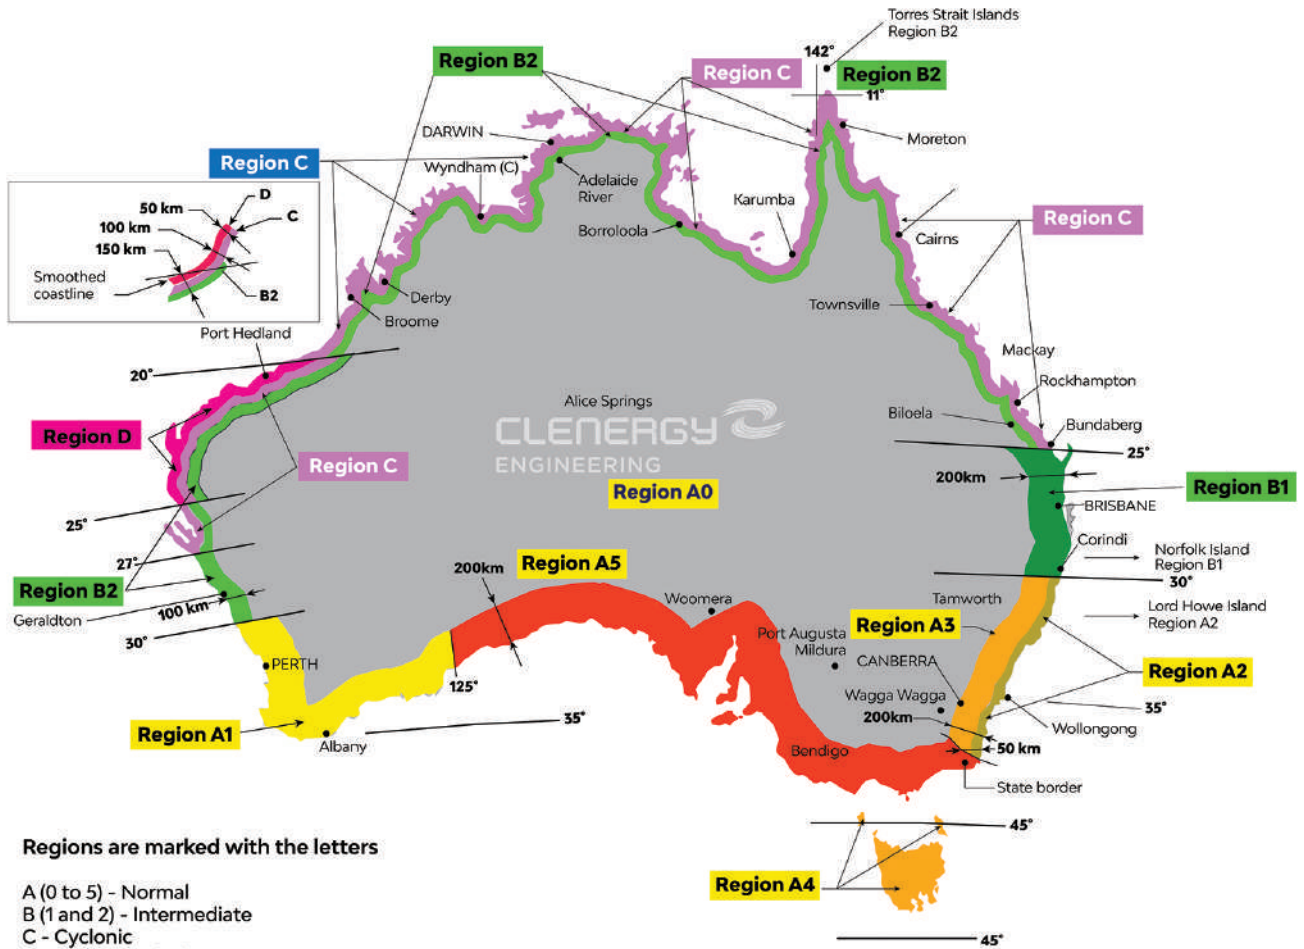 Torres Strait Islands
Region B2
142°
Region B2
Region C
Region B2
11°
DARWIN
Moreton
Region C
Wyndham (C)
Adelaide
River
Karumba
Borroloola
Cairns
Region C
D
50 km
C
100 km
150 km
Smoothed
coastline
B2
Derby
Broome
Townsville
Port Hedland
Mackay
20°
Rockhampton
Alice Springs
CLENERGY
ENGINEERING
Biloela
Bundaberg
Region D
Region C
25°
200km
Region B1
Region A0
BRISBANE
25°
Corindi
Norfolk Island
Region B1
27°
Region A5
200km
30°
Region B2
100 km
Geraldton
Woomera
Tamworth
Lord Howe Island
Region A2
30°
Region A3
Port Augusta
Mildura
PERTH
CANBERRA
Region A2
125°
Wagga Wagga
35°
200km
Wollongong
Region A1
35°
Albany
Bendigo
50 km
State border
45°
Regions are marked with the letters
Region A4
A (0 to 5) - Normal
B (1 and 2) - Intermediate
C - Cyclonic
45°